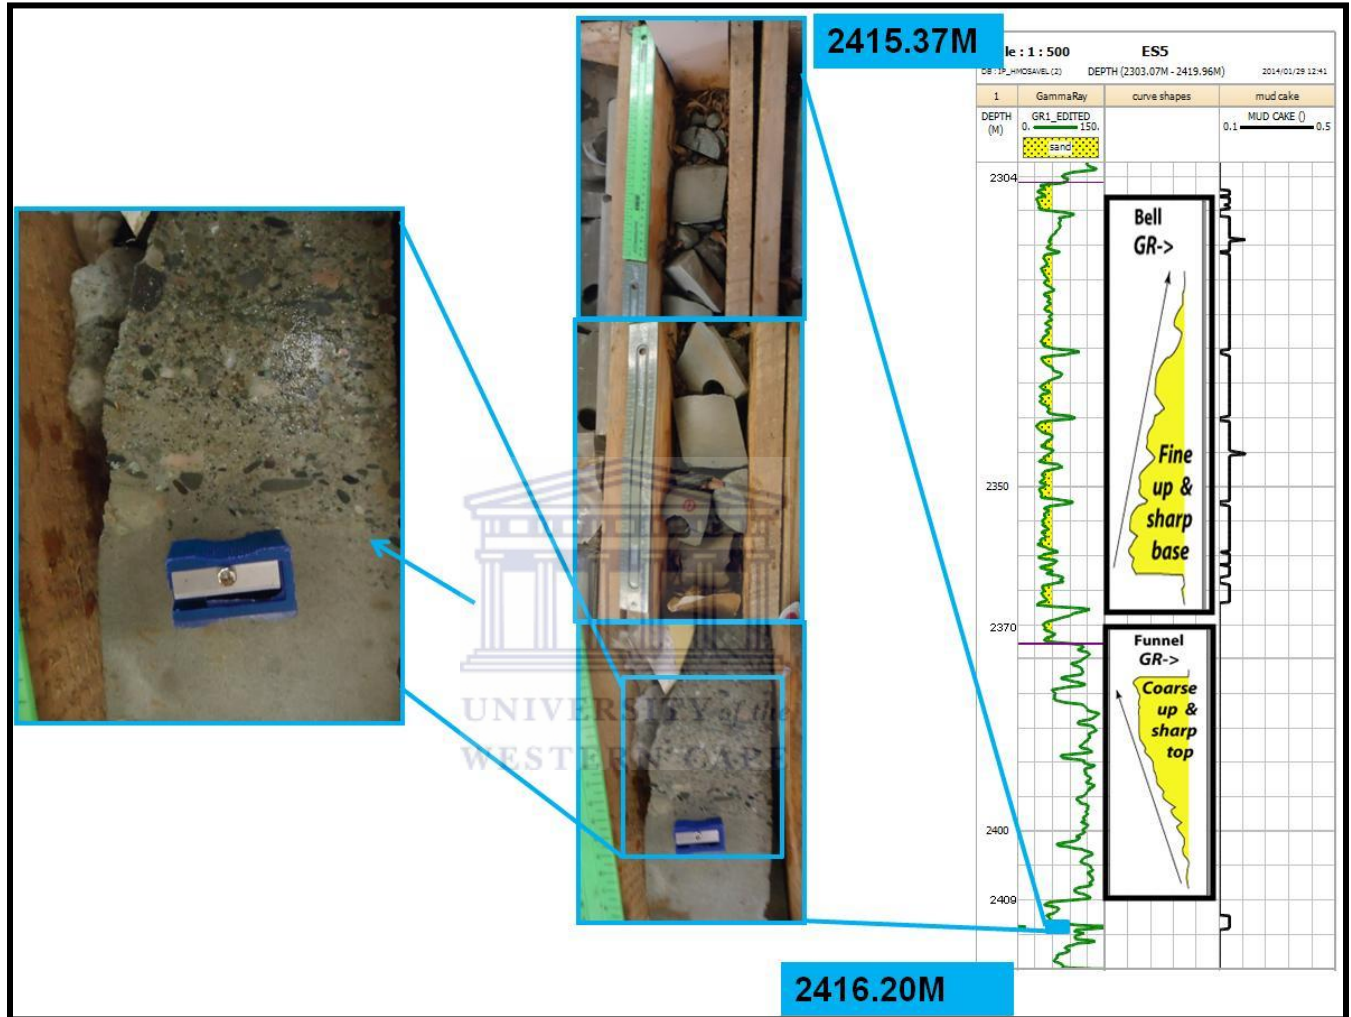 2415.37M
le : 1 : 500
ES5
DB : IP_HMOSAVEL (2)
DEPTH (2303.07M - 2419.96M)
2014/01/29 12:41
1
GammaRay
curve shapes
mud cake
DEPTH
(M)
GR1_EDITED
0. 150.
sand
MUD CAKE ()
0.1 0.5
2304
2350
2370
2400
2409
Bell
GR->
Fine
up &
sharp
base
Funnel
GR->
Coarse
up &
sharp
top
UNIVERSITY of the
WESTERN CAPE
2416.20M